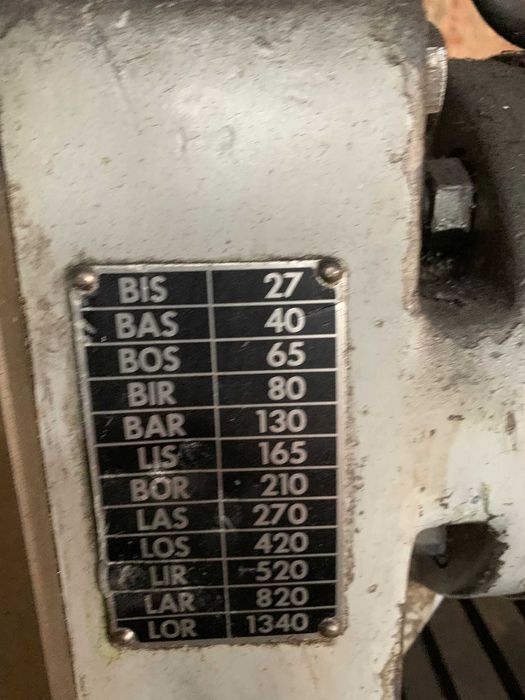 BIS 27
BAS 40
BOS 65
BIR 80
BAR 130
LIS 165
BOR 210
LAS 270
LOS 420
LIR 520
LAR 820
LOR 1340